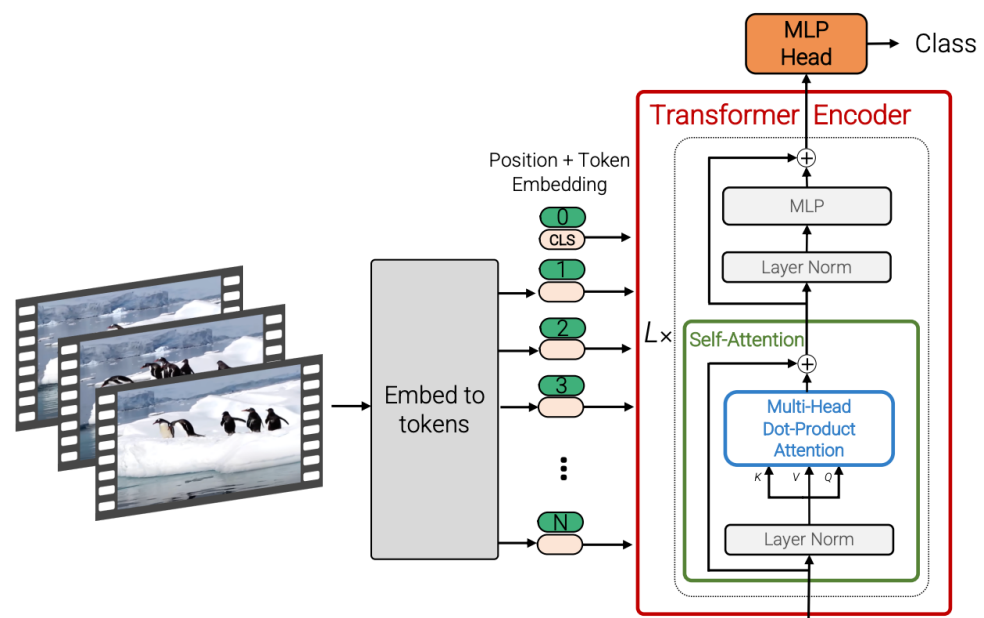 MLP
Head
Class
Transformer Encoder
Position + Token
Embedding
0
CLS
1
2
3
N
Embed to
tokens
L×
MLP
Layer Norm
Self-Attention
Multi-Head
Dot-Product
Attention
K V Q
Layer Norm